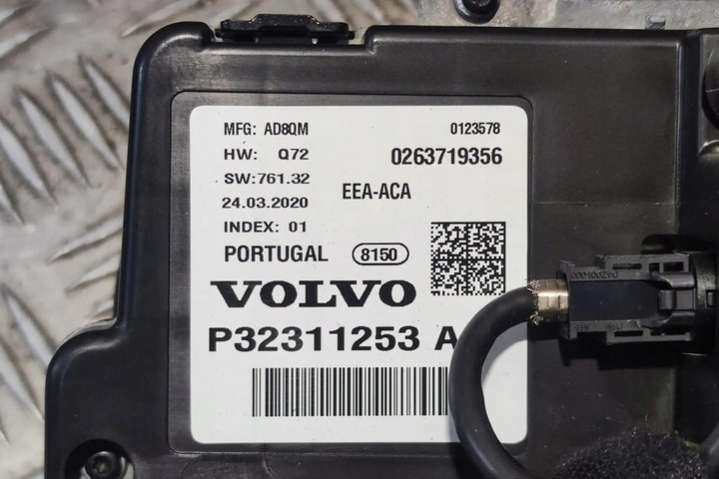 MFG: AD8QM 0123578
HW: Q72 0263719356
SW:761.32 EEA-ACA
24.03.2020
INDEX: 01
PORTUGAL 8150
VOLVO
P32311253 A